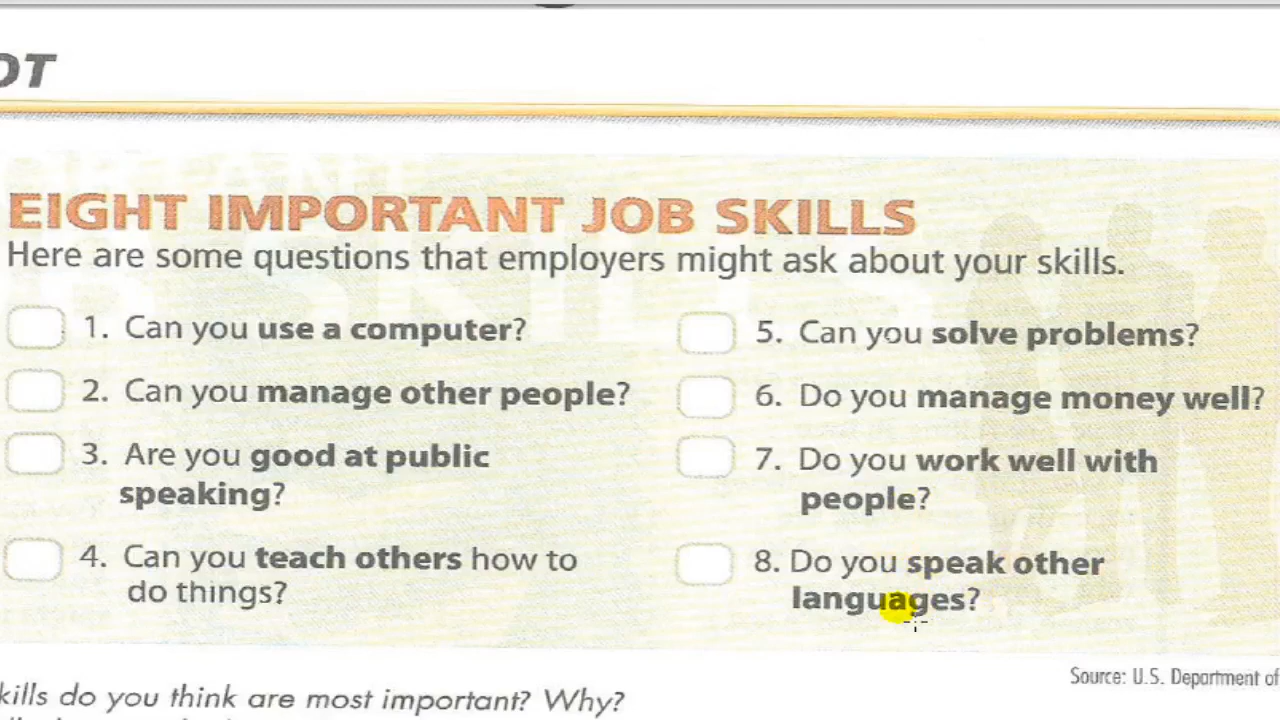 OT
EIGHT IMPORTANT JOB SKILLS
Here are some questions that employers might ask about your skills.
1. Can you use a computer?
2. Can you manage other people?
3. Are you good at public
speaking?
4. Can you teach others how to
do things?
5. Can you solve problems?
6. Do you manage money well?
7. Do you work well with
people?
8. Do you speak other
languages?
Source: U.S. Department of
kills do you think are most important? Why?